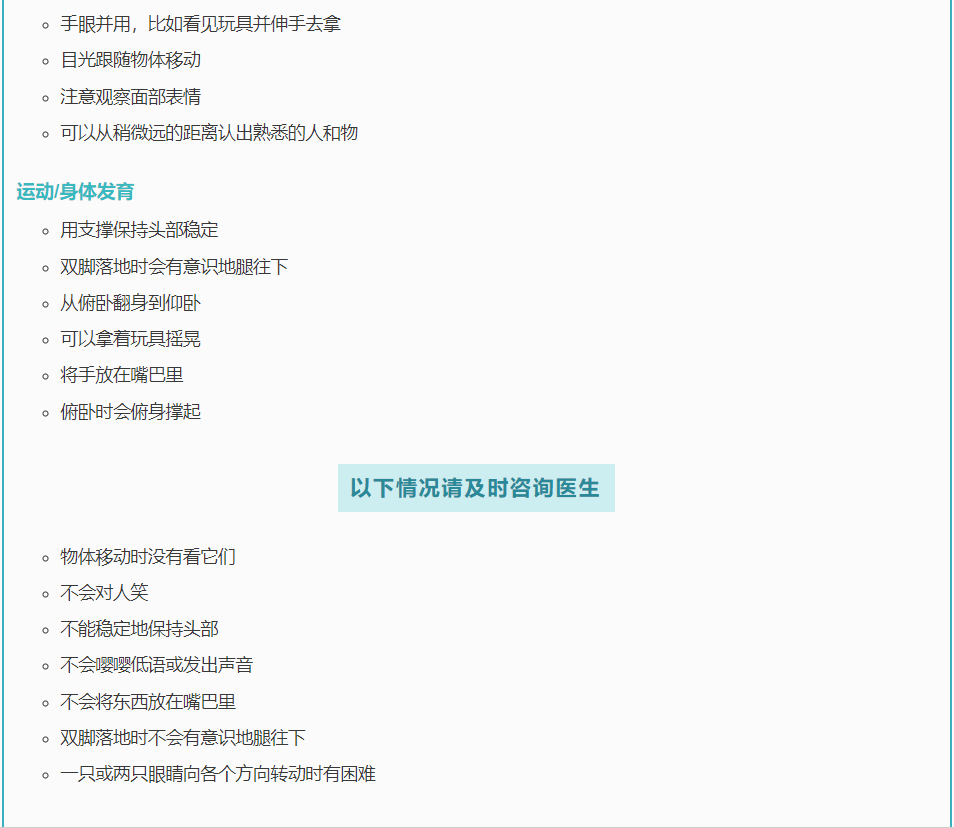 手眼并用，比如看见玩具并伸手去拿
目光跟随物体移动
注意观察面部表情
可以从稍微远的距离认出熟悉的人和物
运动/身体发育
用支撑保持头部稳定
双脚落地时会有意识地腿往下
从俯卧翻身到仰卧
可以拿着玩具摇晃
将手放在嘴巴里
俯卧时会俯身撑起
以下情况请及时咨询医生
物体移动时没有看它们
不会对人笑
不能稳定地保持头部
不会嘤嘤低语或发出声音
不会将东西放在嘴巴里
双脚落地时不会有意识地腿往下
一只或两只眼睛向各个方向转动时有困难